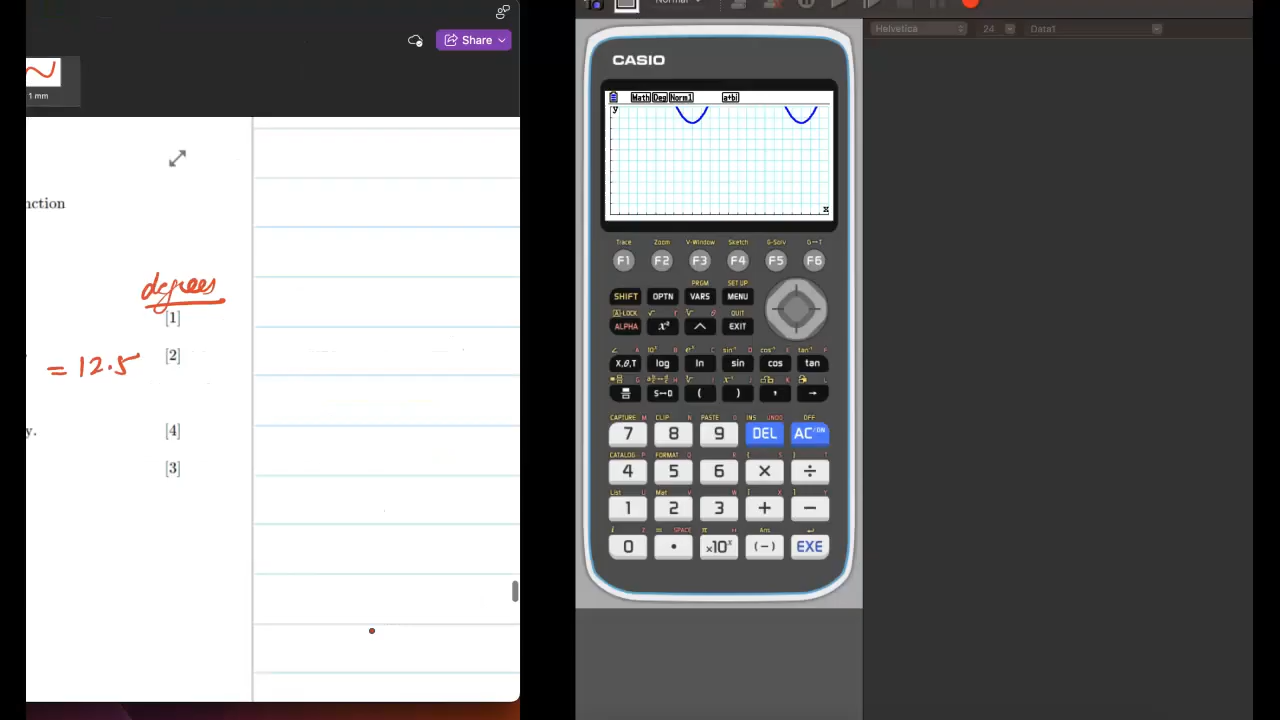 Share
1 mm
nction
degrees
[1]
= 12.5 [2]
y. [4]
[3]
Normal
Helvetica 24 Data1
CASIO
Math Deg Norm1 a+bi
y
x
Trace Zoom V-Window Sketch G-Solv G↔T
F1 F2 F3 F4 F5 F6
PRGM SET UP
SHIFT OPTN VARS MENU
A-LOCK QUIT
ALPHA x² ^ EXIT
X,θ,T log ln sin cos tan
S↔D ( ) , →
CAPTURE M CLIP N PASTE O INS UNDO OFF
7 8 9 DEL AC/ON
CATALOG P FORMAT Q R { S } T
4 5 6 × ÷
List U Mat V W [ X ] Y
1 2 3 + −
i Z = SPACE π Ans
0 • ×10ˣ (−) EXE